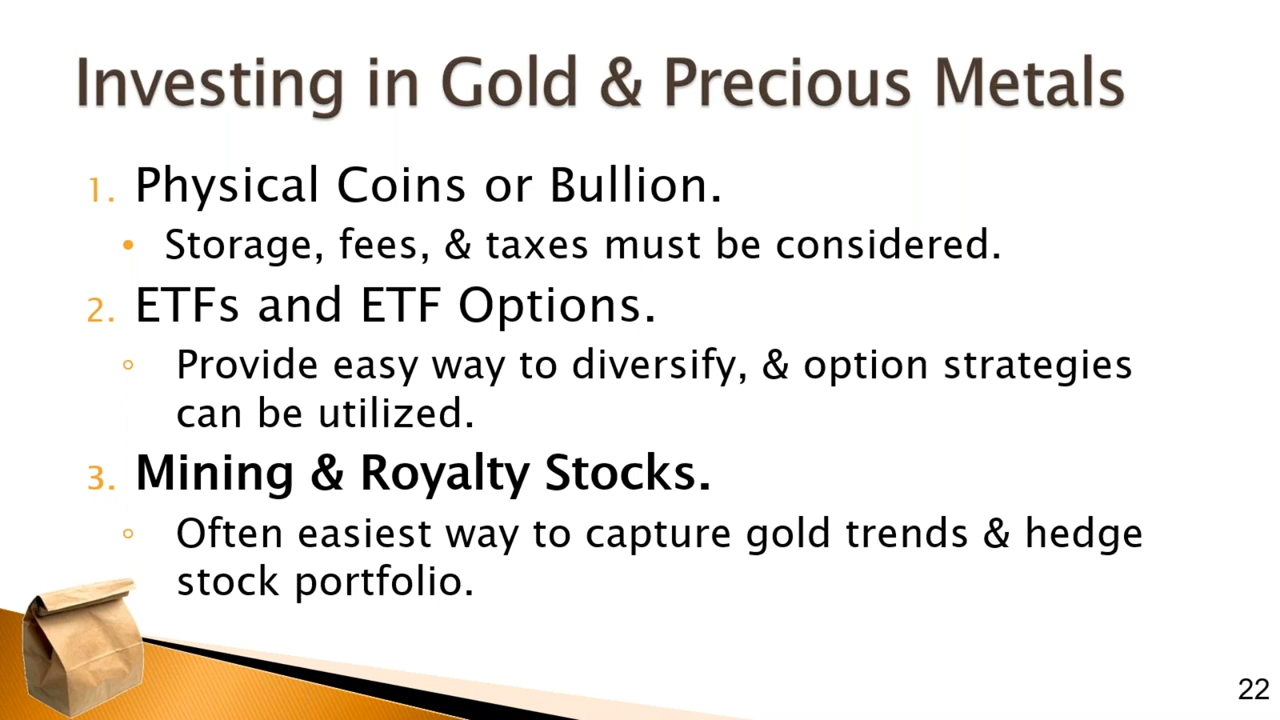 Investing in Gold & Precious Metals
1. Physical Coins or Bullion.
• Storage, fees, & taxes must be considered.
2. ETFs and ETF Options.
◦ Provide easy way to diversify, & option strategies
can be utilized.
3. Mining & Royalty Stocks.
◦ Often easiest way to capture gold trends & hedge
stock portfolio.
22